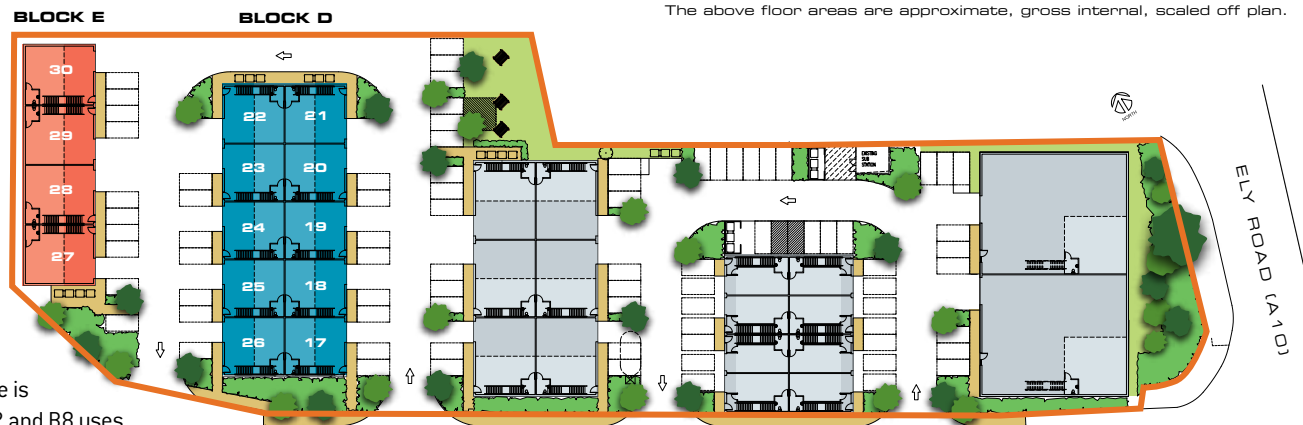 The above floor areas are approximate, gross internal, scaled off plan.
BLOCK E
BLOCK D
30
29
28
27
22 21
23 20
24 19
25 18
26 17
NORTH
EXISTING
SUB
STATION
ELY ROAD (A10)
e is
and B8 uses